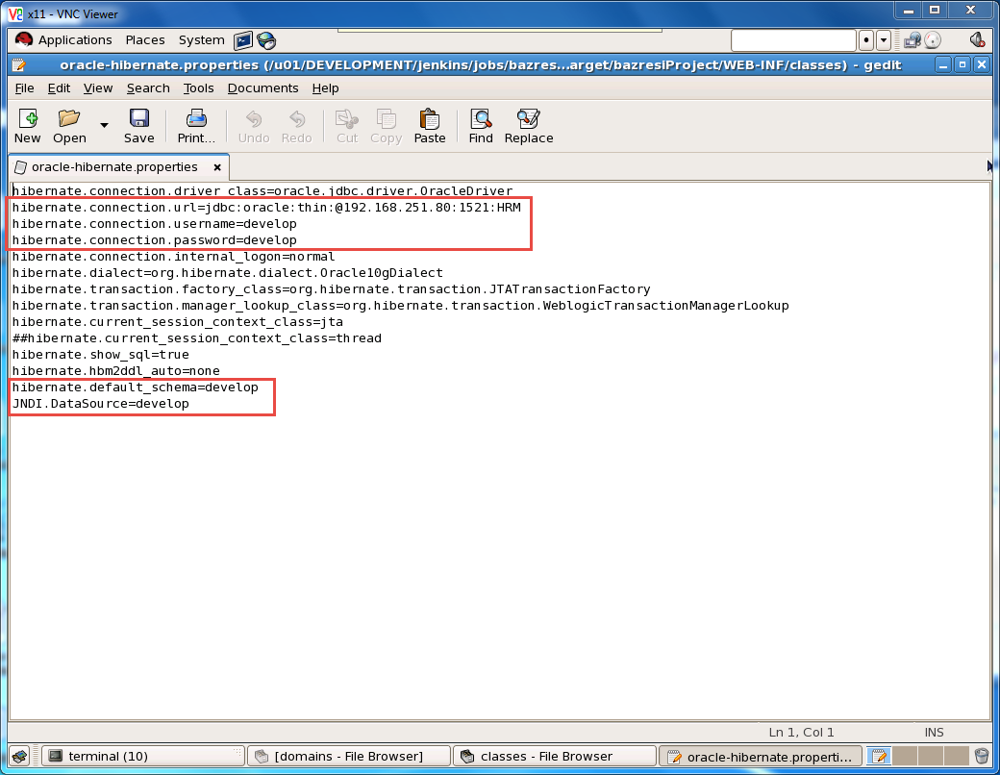 x11 - VNC Viewer
Applications Places System
oracle-hibernate.properties (/u01/DEVELOPMENT/jenkins/jobs/bazres...arget/bazresiProject/WEB-INF/classes) - gedit
File Edit View Search Tools Documents Help
New Open Save Print... Undo Redo Cut Copy Paste Find Replace
oracle-hibernate.properties
hibernate.connection.driver_class=oracle.jdbc.driver.OracleDriver
hibernate.connection.url=jdbc:oracle:thin:@192.168.251.80:1521:HRM
hibernate.connection.username=develop
hibernate.connection.password=develop
hibernate.connection.internal_logon=normal
hibernate.dialect=org.hibernate.dialect.Oracle10gDialect
hibernate.transaction.factory_class=org.hibernate.transaction.JTATransactionFactory
hibernate.transaction.manager_lookup_class=org.hibernate.transaction.WeblogicTransactionManagerLookup
hibernate.current_session_context_class=jta
##hibernate.current_session_context_class=thread
hibernate.show_sql=true
hibernate.hbm2ddl_auto=none
hibernate.default_schema=develop
JNDI.DataSource=develop
Ln 1, Col 1 INS
terminal (10) [domains - File Browser] classes - File Browser oracle-hibernate.properti...